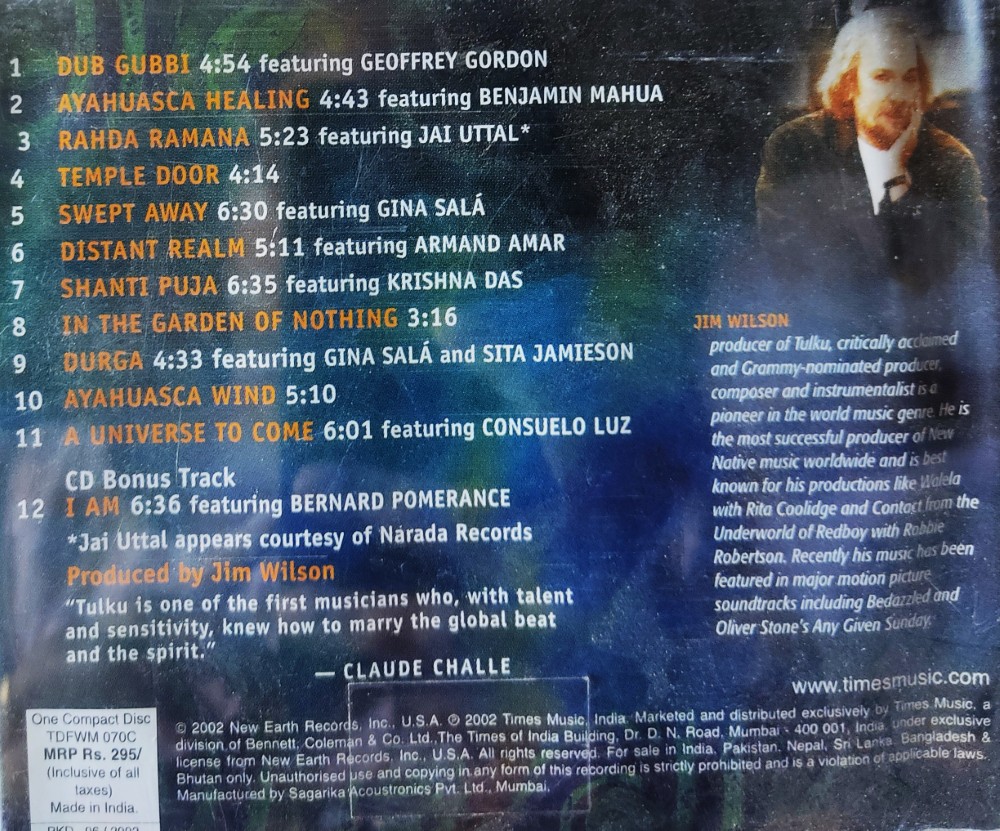 1 DUB GUBBI 4:54 featuring GEOFFREY GORDON
2 AYAHUASCA HEALING 4:43 featuring BENJAMIN MAHUA
3 RAHDA RAMANA 5:23 featuring JAI UTTAL*
4 TEMPLE DOOR 4:14
5 SWEPT AWAY 6:30 featuring GINA SALÁ
6 DISTANT REALM 5:11 featuring ARMAND AMAR
7 SHANTI PUJA 6:35 featuring KRISHNA DAS
8 IN THE GARDEN OF NOTHING 3:16
9 DURGA 4:33 featuring GINA SALÁ and SITA JAMIESON
10 AYAHUASCA WIND 5:10
11 A UNIVERSE TO COME 6:01 featuring CONSUELO LUZ
CD Bonus Track
12 I AM 6:36 featuring BERNARD POMERANCE
*Jai Uttal appears courtesy of Narada Records
Produced by Jim Wilson
"Tulku is one of the first musicians who, with talent
and sensitivity, knew how to marry the global beat
and the spirit."
— CLAUDE CHALLE
JIM WILSON
producer of Tulku, critically acclaimed
and Grammy-nominated producer,
composer and instrumentalist is a
pioneer in the world music genre. He is
the most successful producer of New
Native music worldwide and is best
known for his productions like Walela
with Rita Coolidge and Contact from the
Underworld of Redboy with Robbie
Robertson. Recently his music has been
featured in major motion picture
soundtracks including Bedazzled and
Oliver Stone's Any Given Sunday.
www.timesmusic.com
One Compact Disc
TDFWM 070C
MRP Rs. 295/
(Inclusive of all
taxes)
Made in India.
© 2002 New Earth Records, Inc., U.S.A. ℗ 2002 Times Music, India. Marketed and distributed exclusively by Times Music, a
division of Bennett, Coleman & Co. Ltd.,The Times of India Building, Dr. D. N. Road, Mumbai - 400 001, India, under exclusive
license from New Earth Records, Inc., U.S.A. All rights reserved. For sale in India, Pakistan, Nepal, Sri Lanka, Bangladesh &
Bhutan only. Unauthorised use and copying in any form of this recording is strictly prohibited and is a violation of applicable laws.
Manufactured by Sagarika Acoustronics Pvt. Ltd., Mumbai.